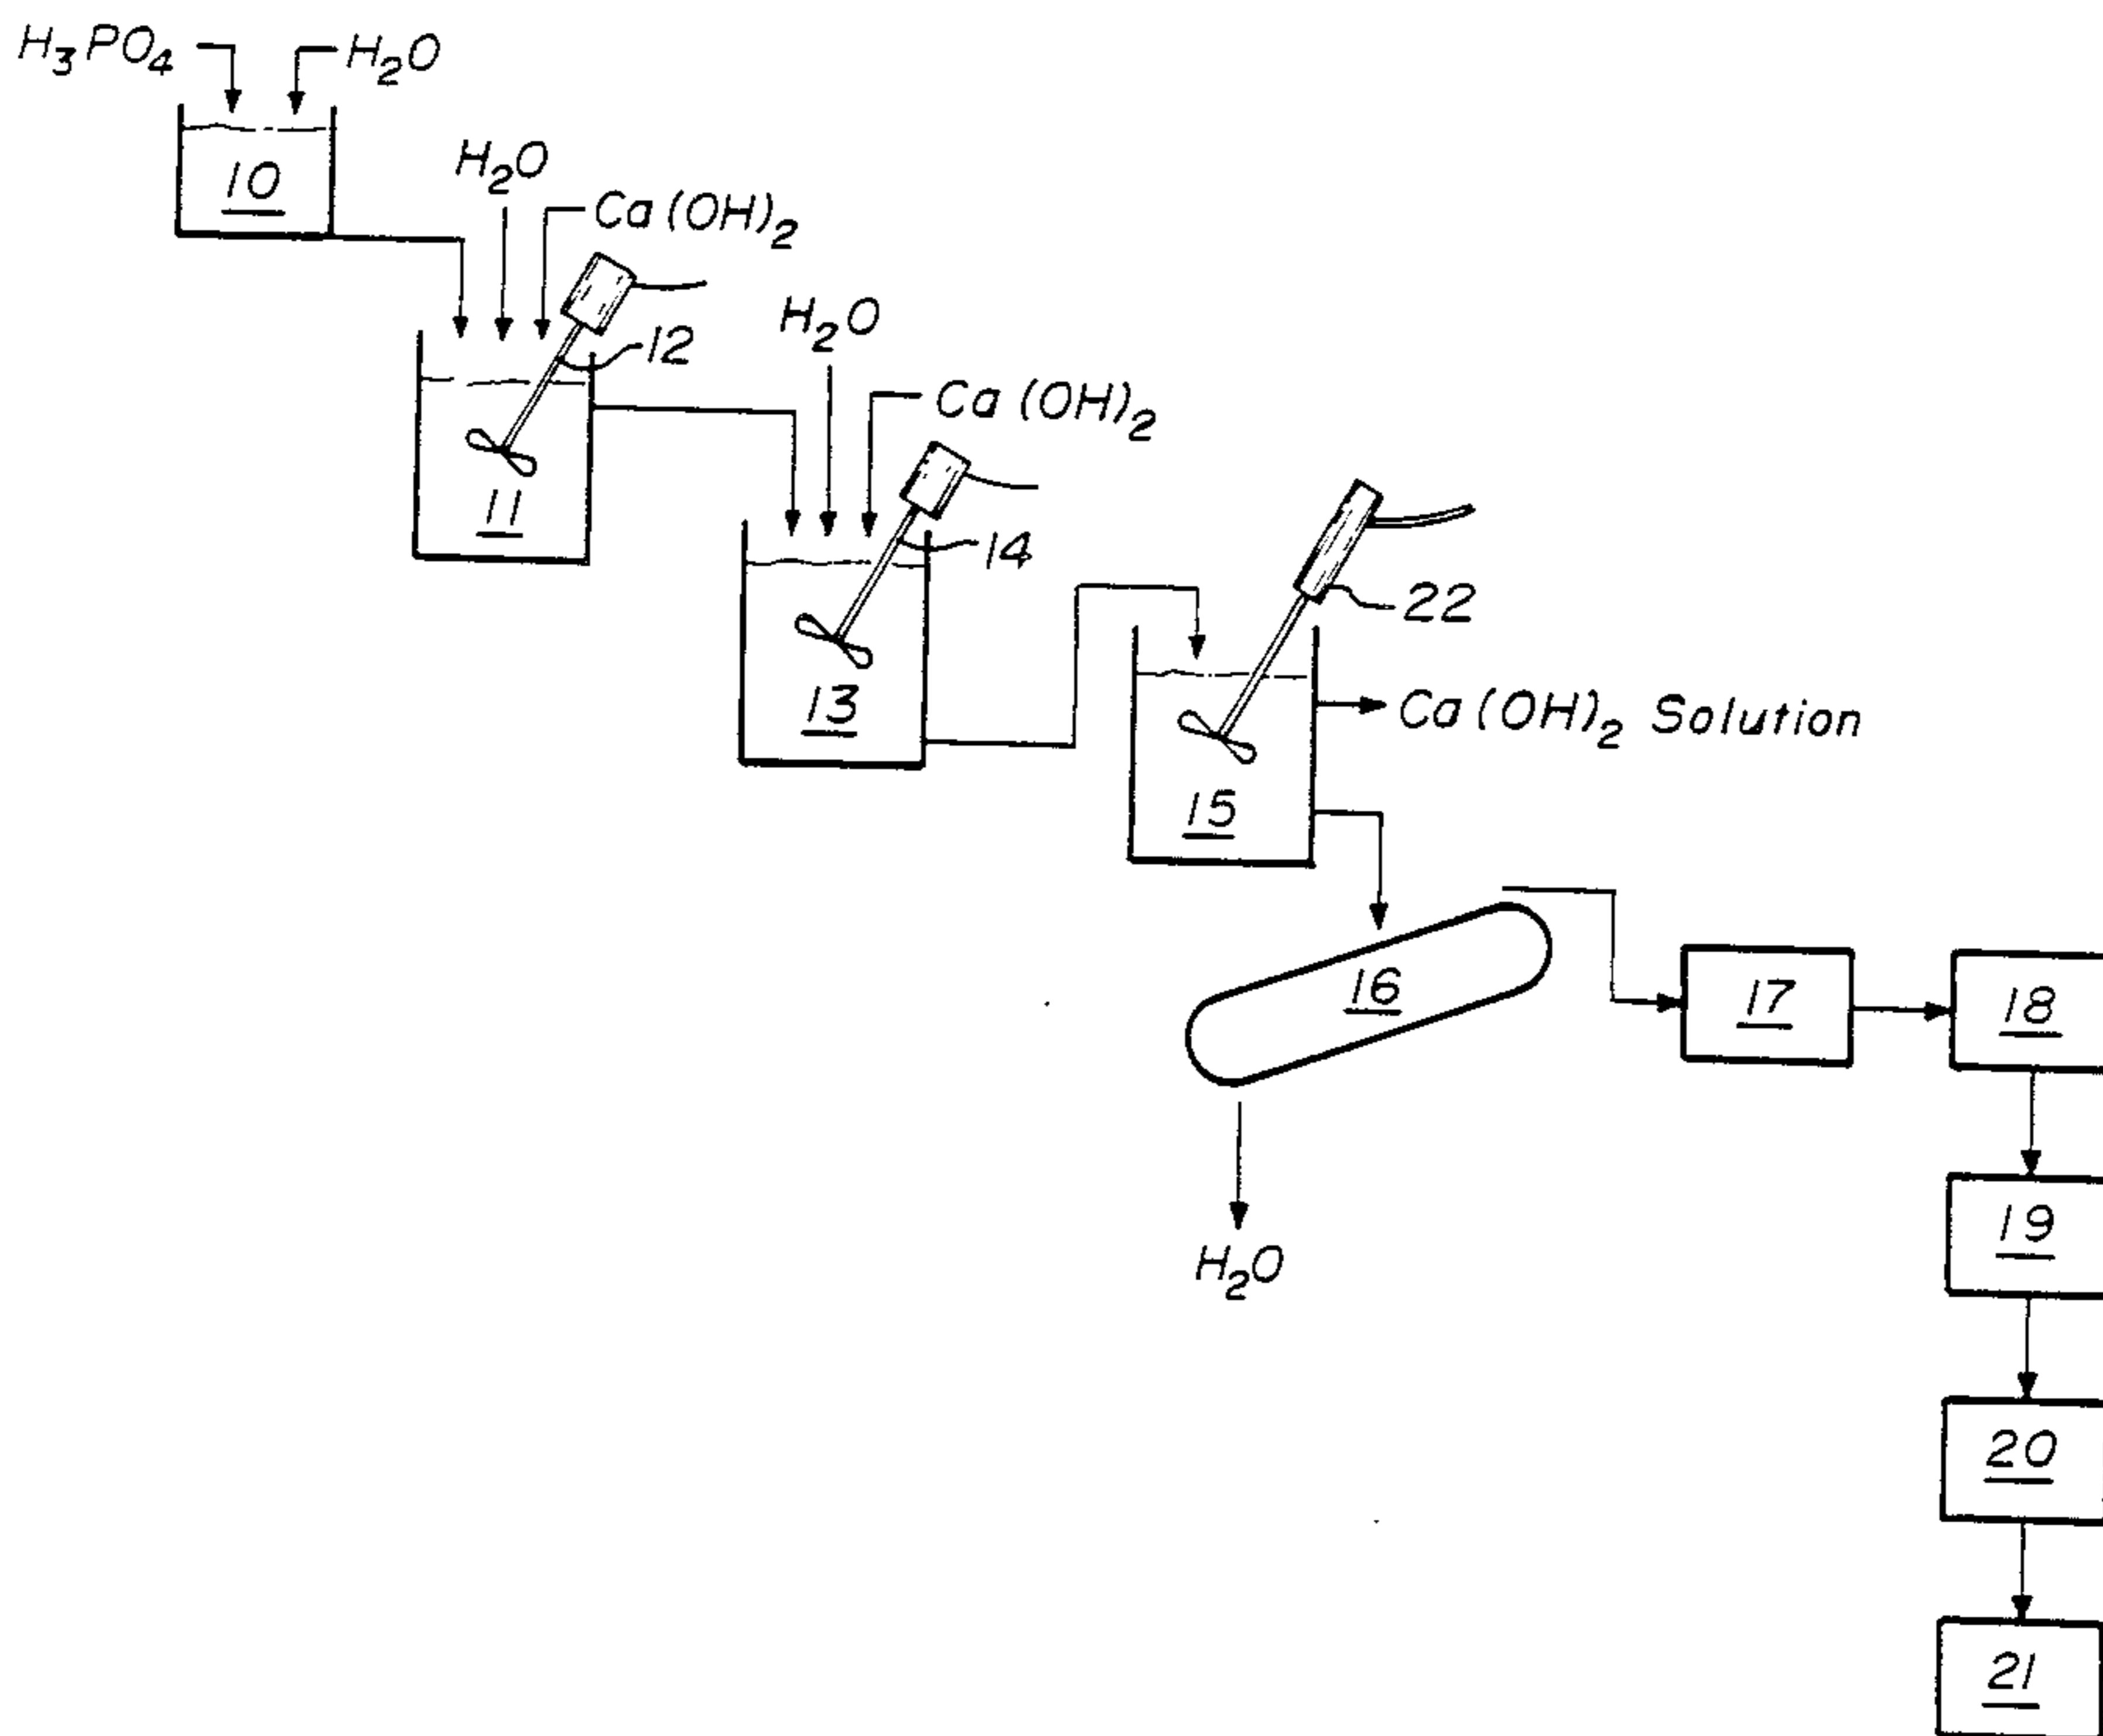 H₃PO₄
H₂O
10
H₂O
Ca(OH)₂
12
11
H₂O
Ca(OH)₂
14
13
22
Ca(OH)₂ Solution
15
16
17
18
H₂O
19
20
21